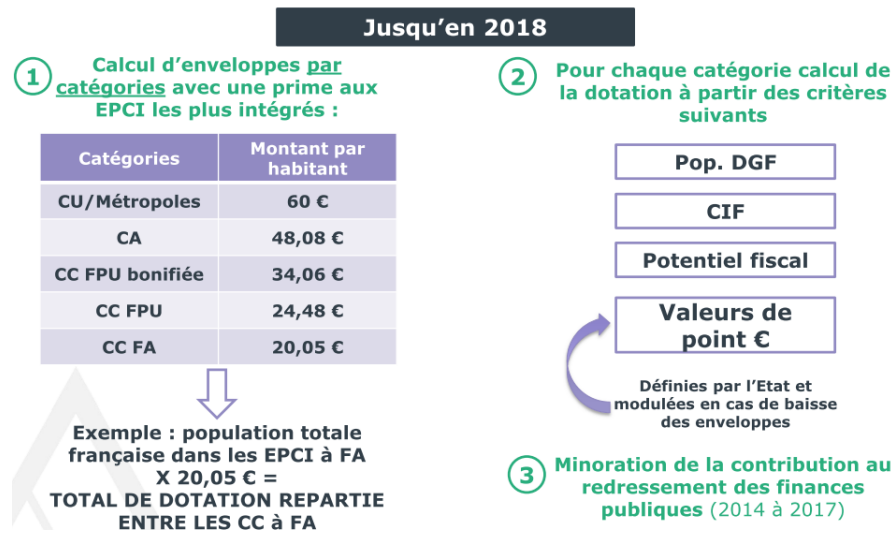 Jusqu’en 2018
1
Calcul d’enveloppes par
catégories avec une prime aux
EPCI les plus intégrés :
Catégories
Montant par
habitant
CU/Métropoles
60 €
CA
48,08 €
CC FPU bonifiée
34,06 €
CC FPU
24,48 €
CC FA
20,05 €
Exemple : population totale
française dans les EPCI à FA
X 20,05 € =
TOTAL DE DOTATION REPARTIE
ENTRE LES CC à FA
2
Pour chaque catégorie calcul de
la dotation à partir des critères
suivants
Pop. DGF
CIF
Potentiel fiscal
Valeurs de
point €
Définies par l’Etat et
modulées en cas de baisse
des enveloppes
3
Minoration de la contribution au
redressement des finances
publiques (2014 à 2017)